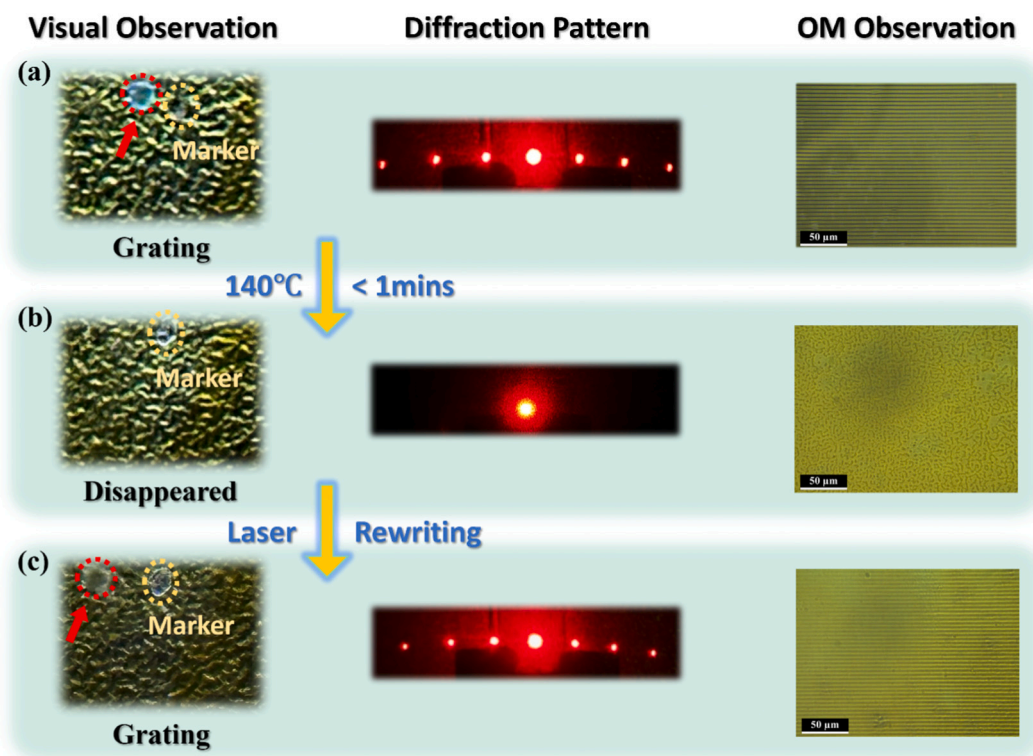 Visual Observation
Diffraction Pattern
OM Observation
(a)
Marker
Grating
50 µm
140℃
< 1mins
(b)
Marker
Disappeared
50 µm
Laser
Rewriting
(c)
Marker
Grating
50 µm